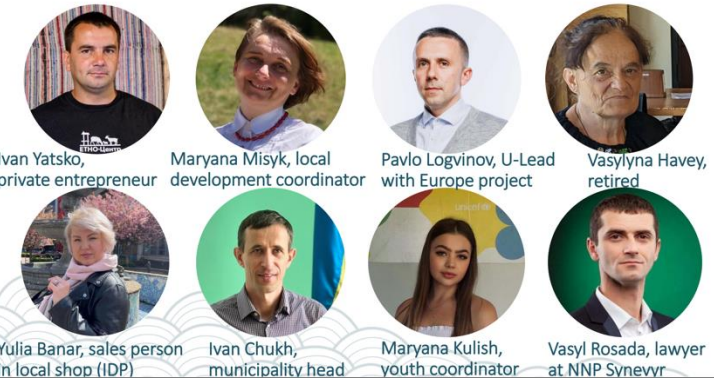 ЕТНО-Центр
Ivan Yatsko,
private entrepreneur
Maryana Misyk, local
development coordinator
Pavlo Logvinov, U-Lead
with Europe project
Vasylyna Havey,
retired
Yulia Banar, sales person
in local shop (IDP)
Ivan Chukh,
municipality head
Maryana Kulish,
youth coordinator
Vasyl Rosada, lawyer
at NNP Synevyr